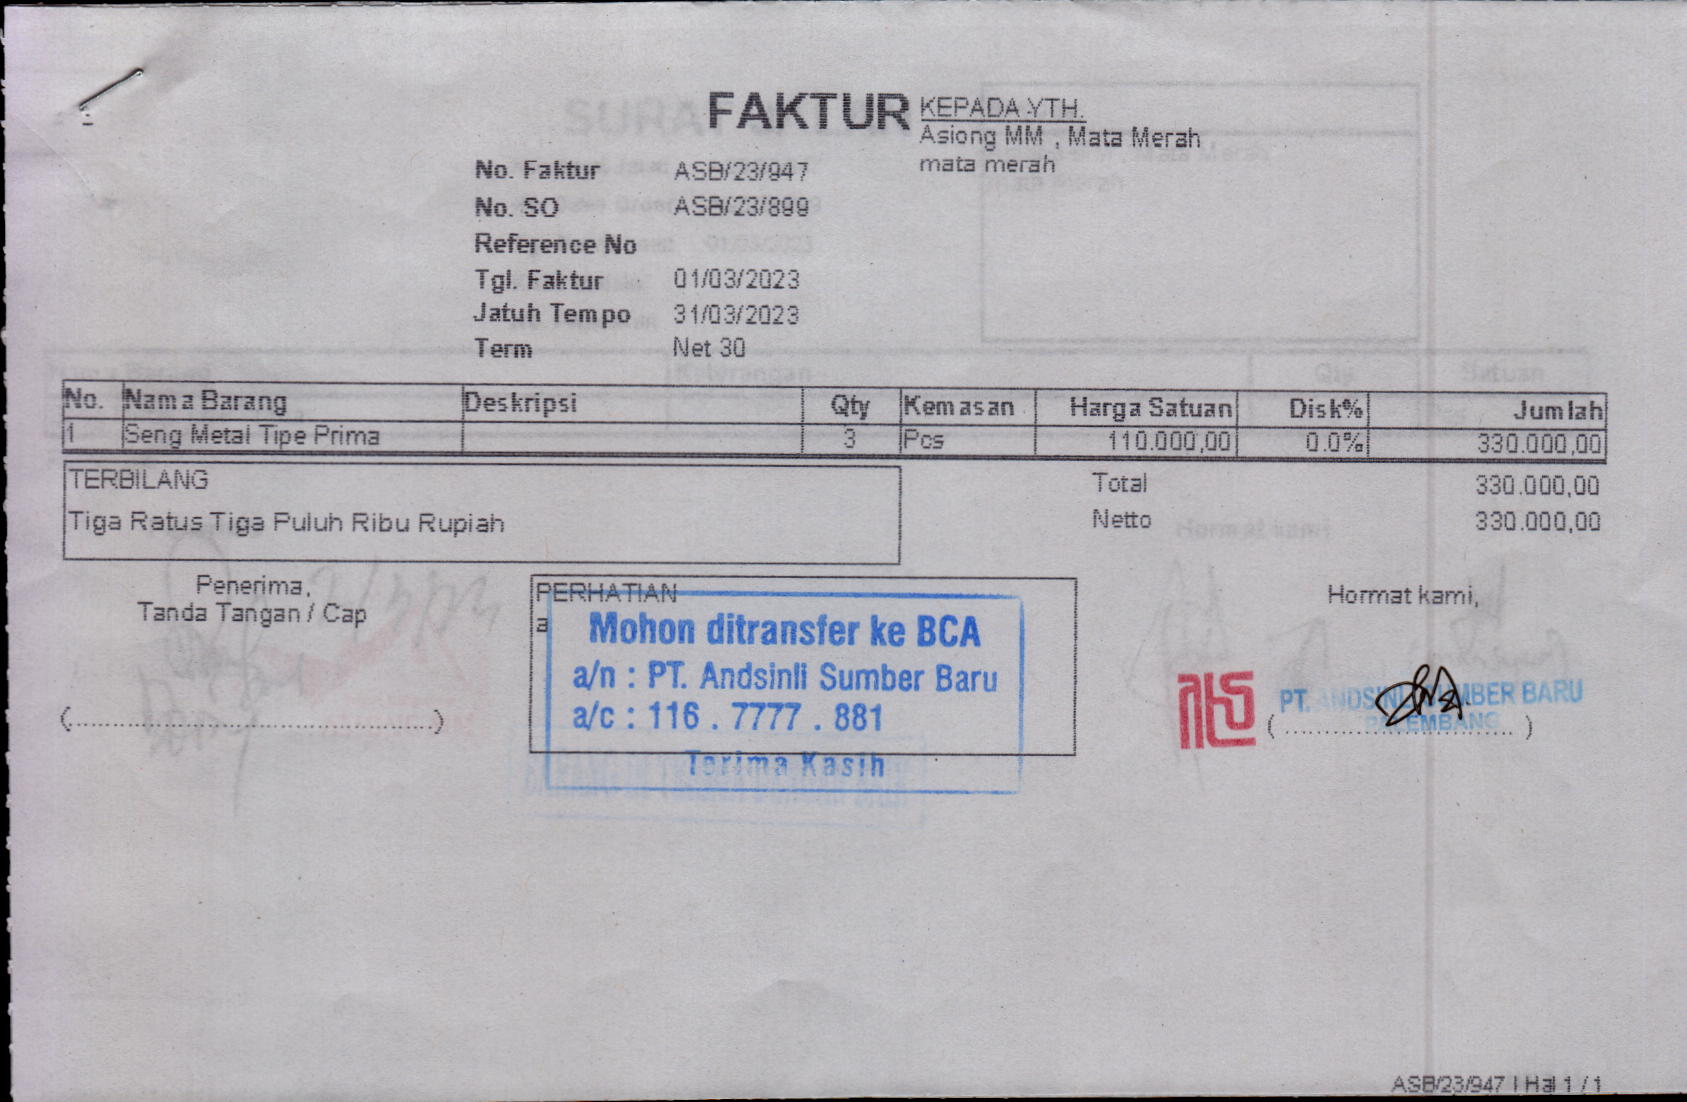 FAKTUR
KEPADA YTH.
Asiong MM , Mata Merah
mata merah
No. Faktur ASB/23/947
No. SO ASB/23/899
Reference No
Tgl. Faktur 01/03/2023
Jatuh Tempo 31/03/2023
Term Net 30
No. Nama Barang Deskripsi Qty Kemasan Harga Satuan Disk% Jumlah
1 Seng Metal Tipe Prima 3 Pcs 110.000,00 0.0% 330.000,00
TERBILANG
Tiga Ratus Tiga Puluh Ribu Rupiah
Total 330.000,00
Netto 330.000,00
Penerima,
Tanda Tangan / Cap
(..........................................................)
PERHATIAN
a
Mohon ditransfer ke BCA
a/n : PT. Andsinli Sumber Baru
a/c : 116 . 7777 . 881
Terima Kasih
Hormat kami,
PT. ANDSINLI SUMBER BARU
PALEMBANG
(......................................)
ASB/23/947 | Hal 1 / 1